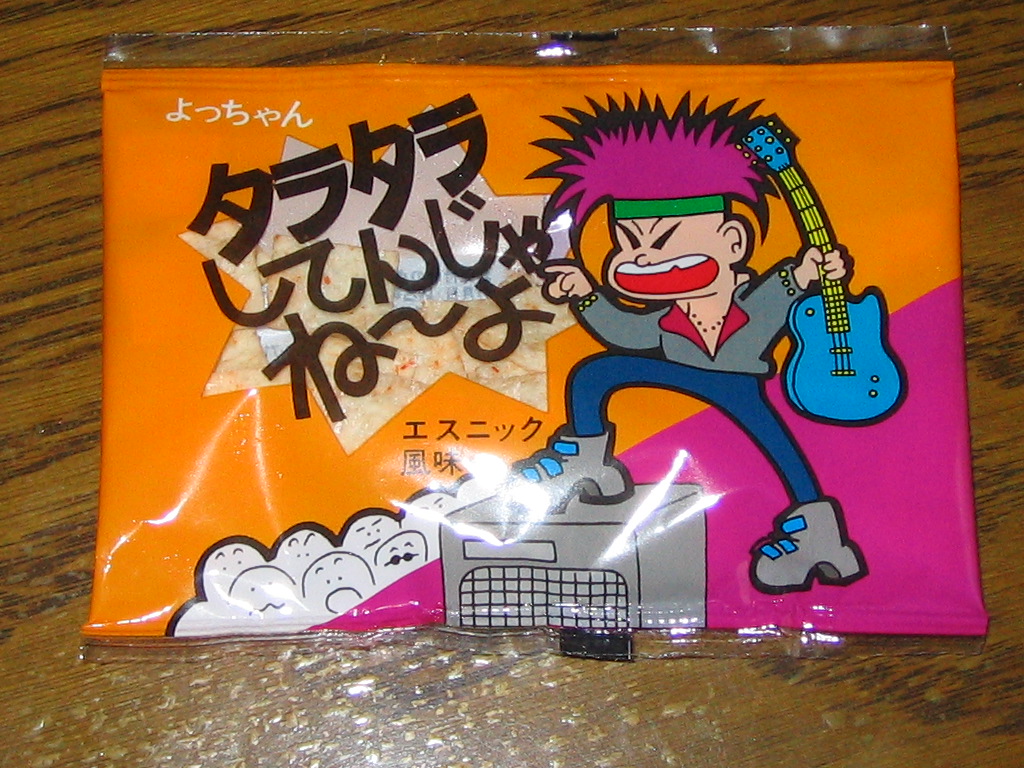 よっちゃん
タラタラ
してんじゃ
ね〜よ
エスニック
風味